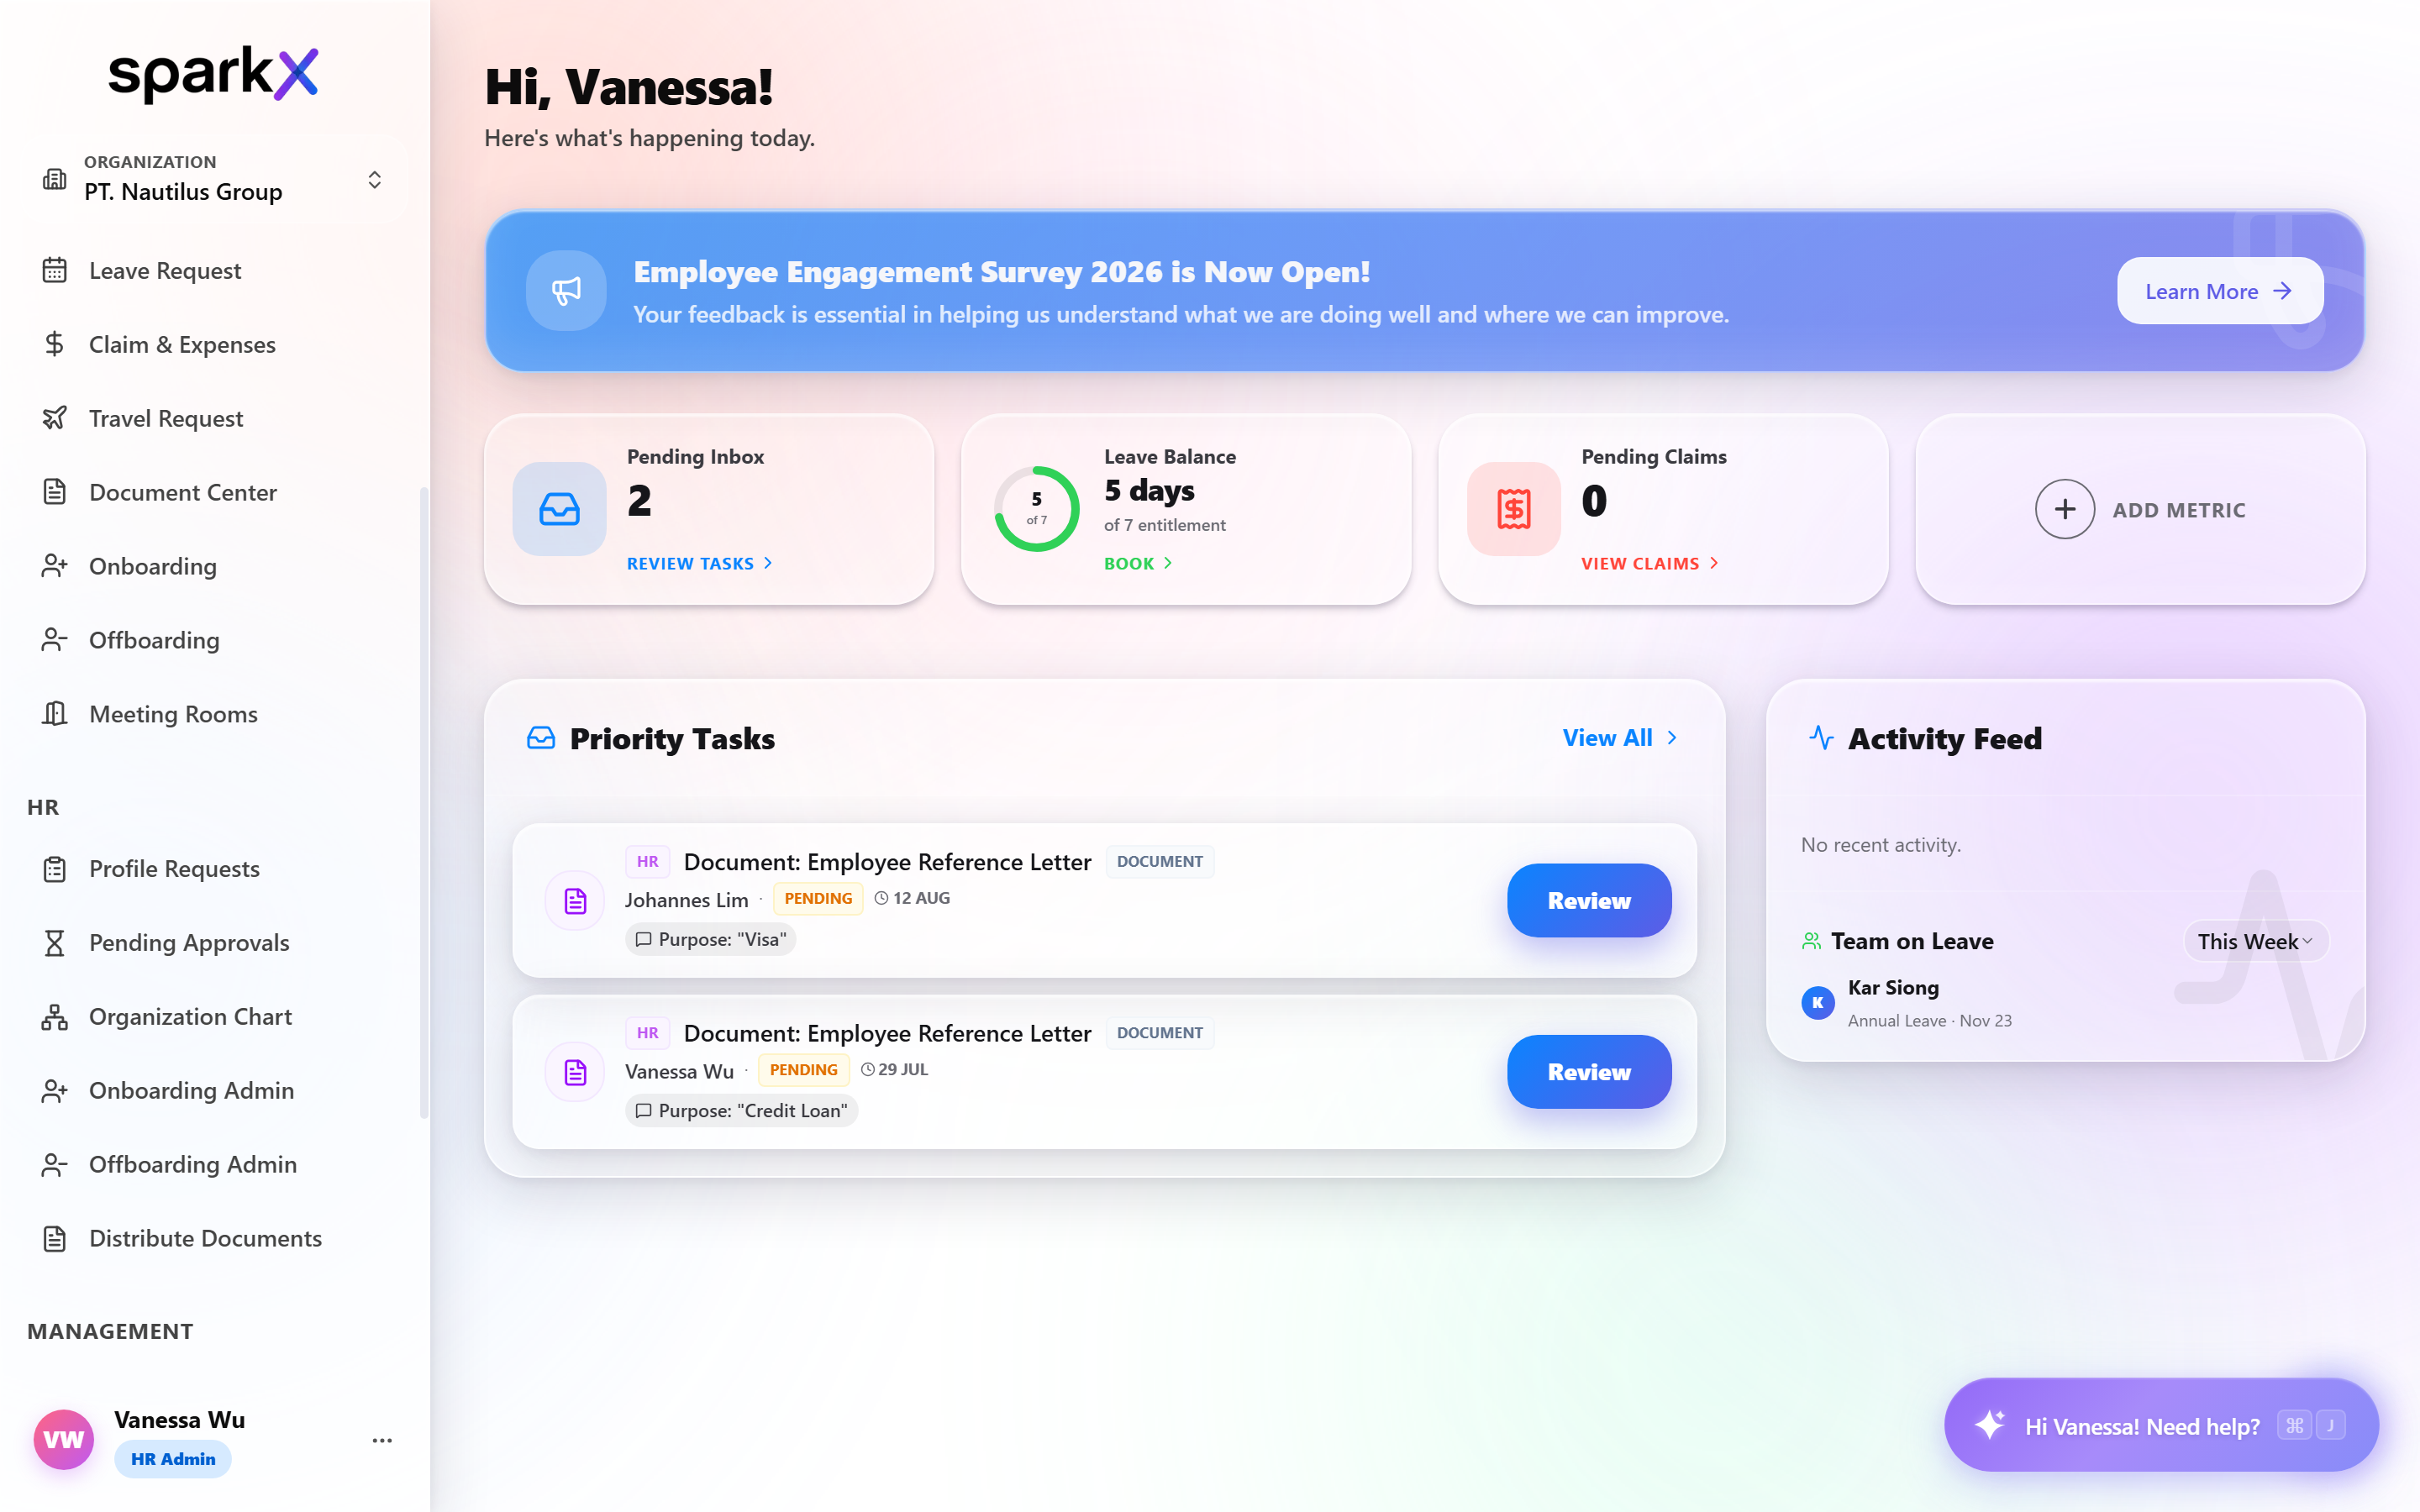 sparkX
ORGANIZATION
PT. Nautilus Group
Leave Request
Claim & Expenses
Travel Request
Document Center
Onboarding
Offboarding
Meeting Rooms
HR
Profile Requests
Pending Approvals
Organization Chart
Onboarding Admin
Offboarding Admin
Distribute Documents
MANAGEMENT
VW
Vanessa Wu
HR Admin
Hi, Vanessa!
Here's what's happening today.
Employee Engagement Survey 2026 is Now Open!
Your feedback is essential in helping us understand what we are doing well and where we can improve.
Learn More
Pending Inbox
2
REVIEW TASKS
5
of 7
Leave Balance
5 days
of 7 entitlement
BOOK
Pending Claims
0
VIEW CLAIMS
ADD METRIC
Priority Tasks
View All
HR Document: Employee Reference Letter DOCUMENT
Johannes Lim · PENDING 12 AUG
Purpose: "Visa"
Review
HR Document: Employee Reference Letter DOCUMENT
Vanessa Wu · PENDING 29 JUL
Purpose: "Credit Loan"
Review
Activity Feed
No recent activity.
Team on Leave
This Week
K
Kar Siong
Annual Leave · Nov 23
Hi Vanessa! Need help? ⌘ J